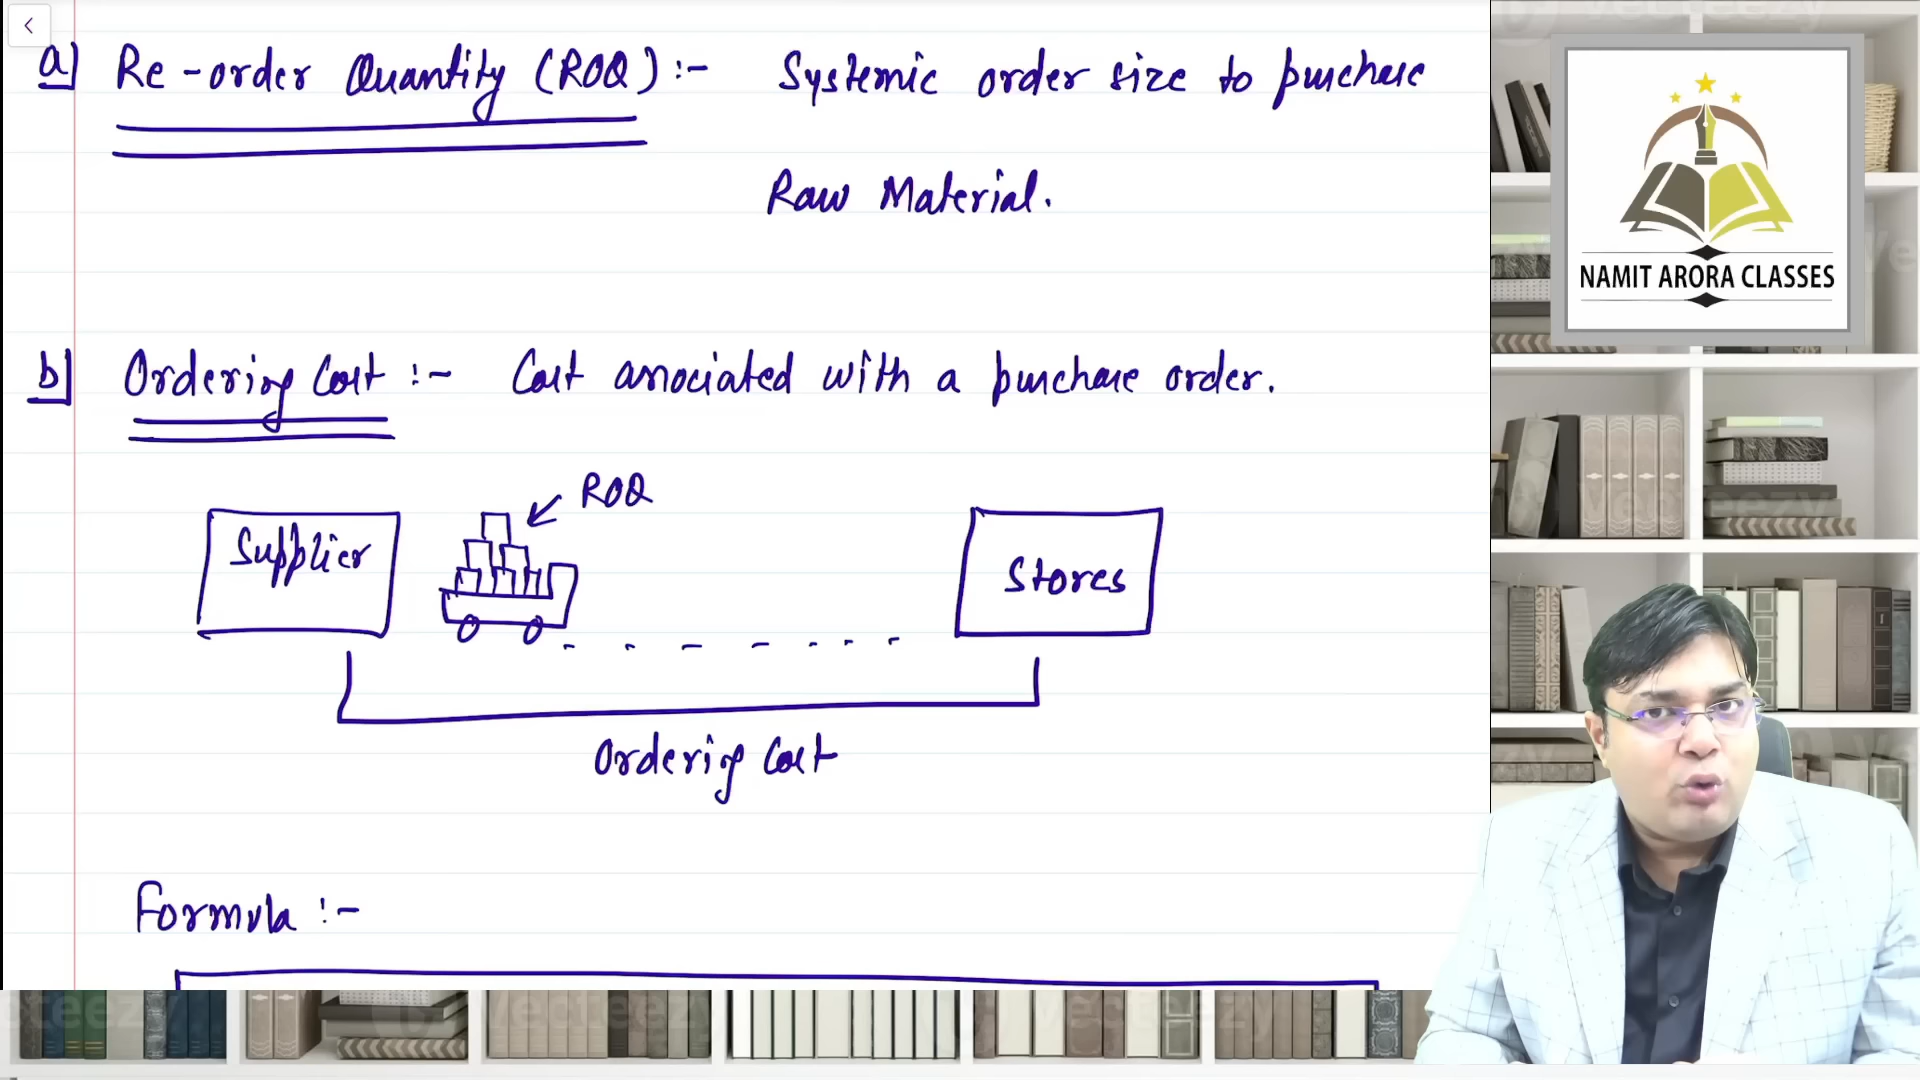 a] Re-order Quantity (ROQ) :- Systemic order size to purchase
Raw Material.
b] Ordering Cost :- Cost associated with a purchase order.
ROQ
Supplier
Stores
Ordering Cost
Formula :-
NAMIT ARORA CLASSES